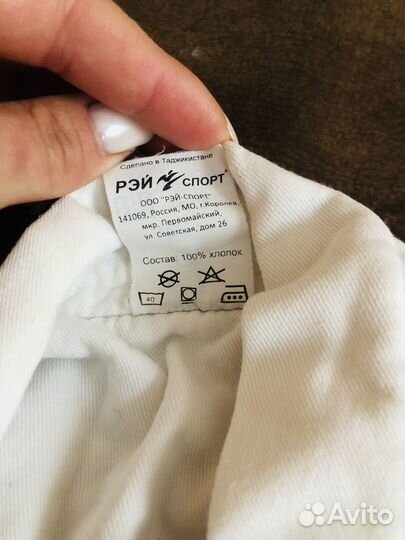 Сделано в Таджикистане
РЭЙ СПОРТ®
ООО "РЭЙ-СПОРТ"
141069, Россия, МО, г.Королев,
мкр. Первомайский,
ул. Советская, дом 26
Состав: 100% хлопок
40
Avito